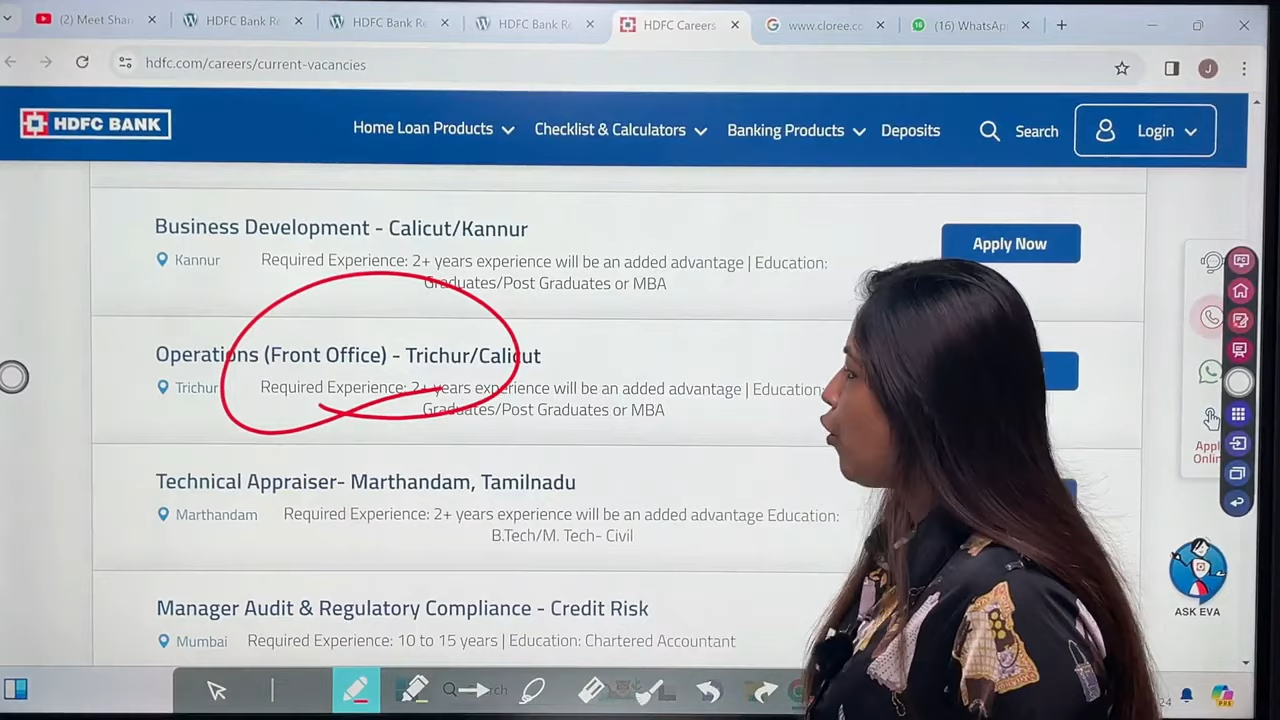 (2) Meet Shan
HDFC Bank Re
HDFC Bank Re
HDFC Bank Re
HDFC Careers
www.cloree.co
(16) WhatsAp
hdfc.com/careers/current-vacancies
J
HDFC BANK
Home Loan Products
Checklist & Calculators
Banking Products
Deposits
Search
Login
Business Development - Calicut/Kannur
Kannur
Required Experience: 2+ years experience will be an added advantage | Education:
Graduates/Post Graduates or MBA
Apply Now
Operations (Front Office) - Trichur/Calicut
Trichur
Required Experience: 2+ years experience will be an added advantage | Education:
Graduates/Post Graduates or MBA
Technical Appraiser- Marthandam, Tamilnadu
Marthandam
Required Experience: 2+ years experience will be an added advantage Education:
B.Tech/M. Tech- Civil
Manager Audit & Regulatory Compliance - Credit Risk
Mumbai
Required Experience: 10 to 15 years | Education: Chartered Accountant
PC
ASK EVA